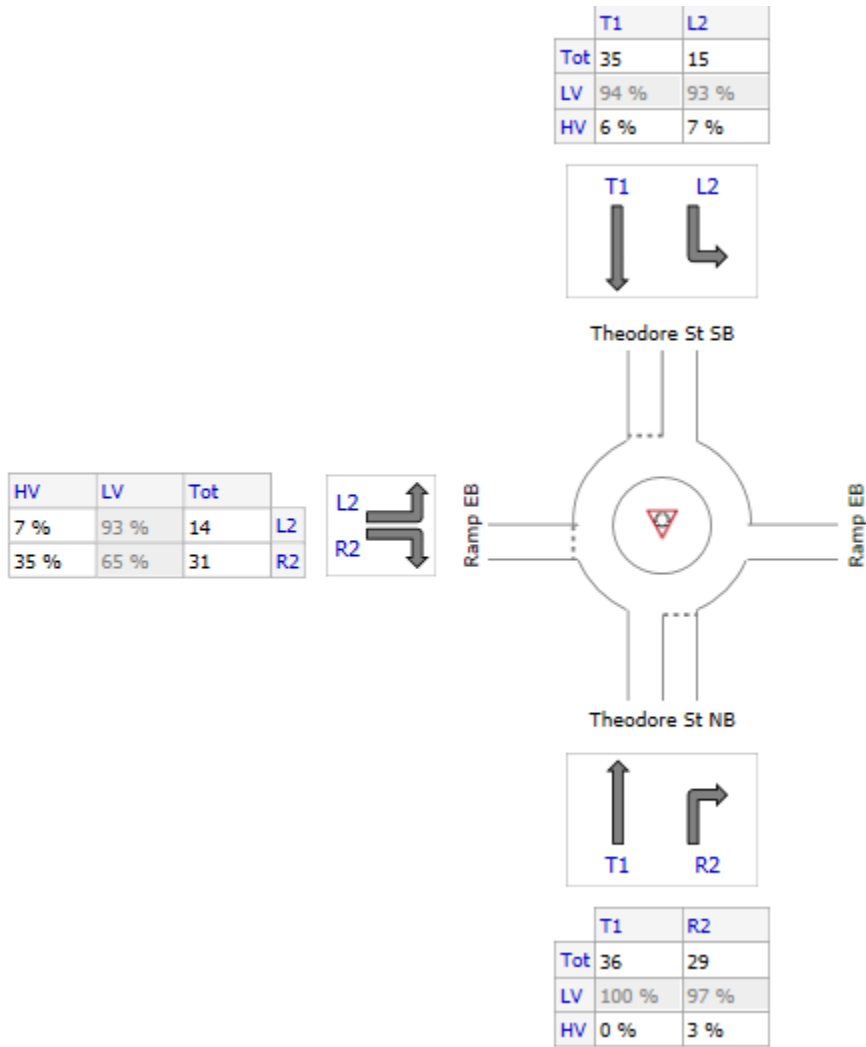 T1 L2
Tot 35 15
LV 94 % 93 %
HV 6 % 7 %
T1 L2
Theodore St SB
HV LV Tot
7 % 93 % 14 L2
35 % 65 % 31 R2
L2
R2
Ramp EB
Ramp EB
Theodore St NB
T1 R2
T1 R2
Tot 36 29
LV 100 % 97 %
HV 0 % 3 %